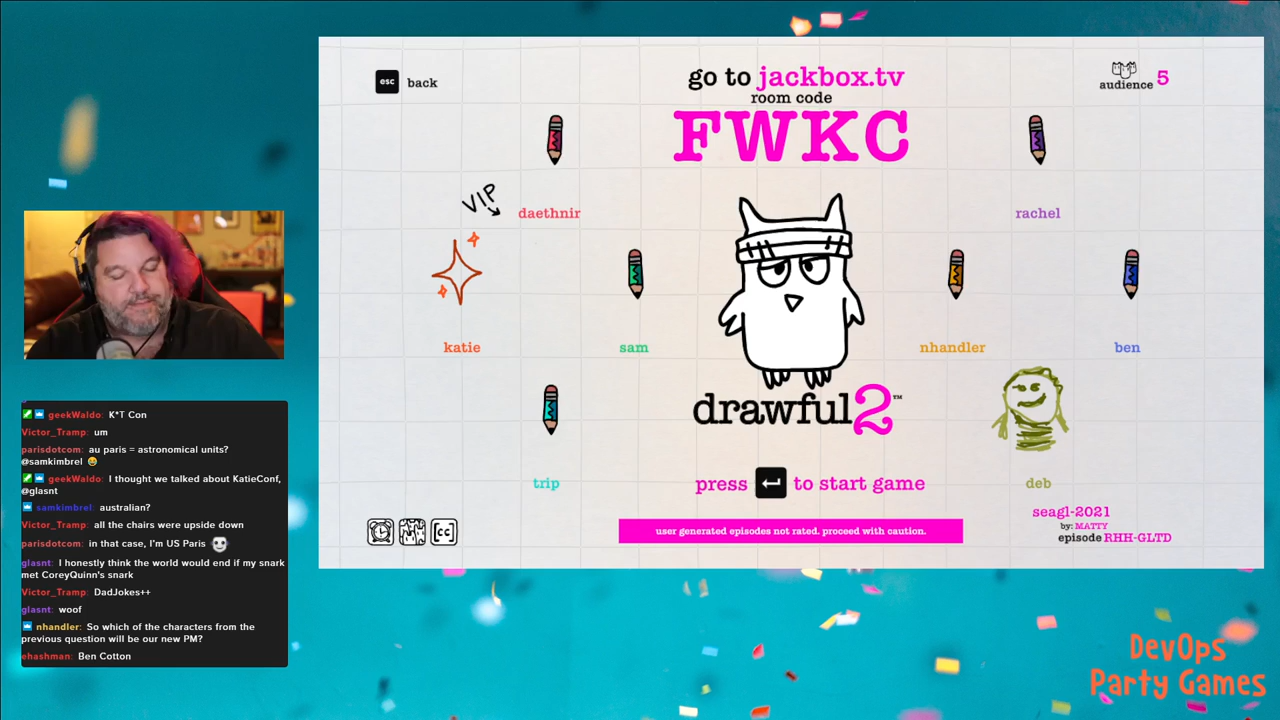 esc back
go to jackbox.tv
room code
FWKC
audience 5
VIP
daethnir
rachel
katie
sam
nhandler
ben
drawful 2™
trip
deb
press ↵ to start game
seagl-2021
by: MATTY
episode RHH-GLTD
cc
user generated episodes not rated. proceed with caution.
geekWaldo: K*T Con
Victor_Tramp: um
parisdotcom: au paris = astronomical units?
@samkimbrel 😂
geekWaldo: I thought we talked about KatieConf,
@glasnt
samkimbrel: australian?
Victor_Tramp: all the chairs were upside down
parisdotcom: in that case, I'm US Paris
glasnt: I honestly think the world would end if my snark
met CoreyQuinn's snark
Victor_Tramp: DadJokes++
glasnt: woof
nhandler: So which of the characters from the
previous question will be our new PM?
ehashman: Ben Cotton
DevOps
Party Games